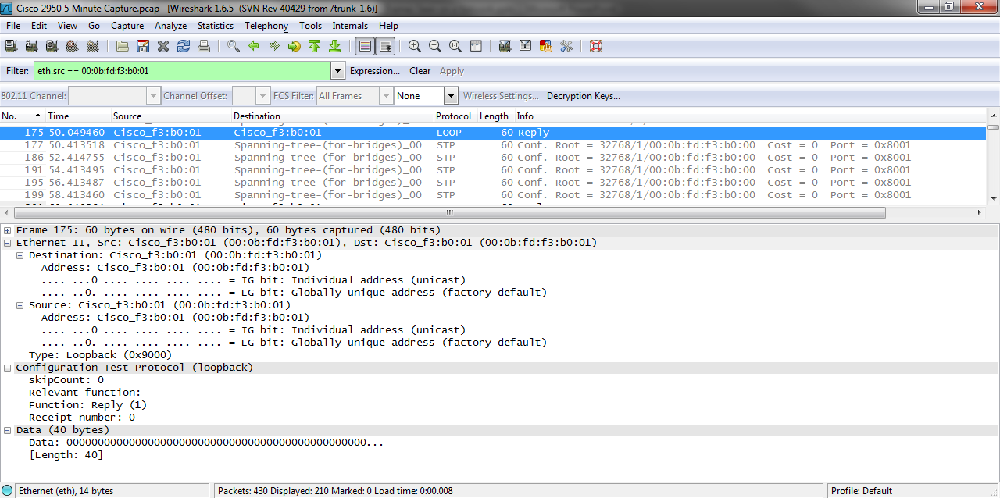 Cisco 2950 5 Minute Capture.pcap [Wireshark 1.6.5 (SVN Rev 40429 from /trunk-1.6)]
File Edit View Go Capture Analyze Statistics Telephony Tools Internals Help
Filter: eth.src == 00:0b:fd:f3:b0:01 Expression... Clear Apply
802.11 Channel: Channel Offset: FCS Filter: All Frames None Wireless Settings... Decryption Keys...
No. Time Source Destination Protocol Length Info
175 50.049460 Cisco_f3:b0:01 Cisco_f3:b0:01 LOOP 60 Reply
177 50.413518 Cisco_f3:b0:01 Spanning-tree-(for-bridges)_00 STP 60 Conf. Root = 32768/1/00:0b:fd:f3:b0:00 Cost = 0 Port = 0x8001
186 52.414755 Cisco_f3:b0:01 Spanning-tree-(for-bridges)_00 STP 60 Conf. Root = 32768/1/00:0b:fd:f3:b0:00 Cost = 0 Port = 0x8001
191 54.413495 Cisco_f3:b0:01 Spanning-tree-(for-bridges)_00 STP 60 Conf. Root = 32768/1/00:0b:fd:f3:b0:00 Cost = 0 Port = 0x8001
195 56.413487 Cisco_f3:b0:01 Spanning-tree-(for-bridges)_00 STP 60 Conf. Root = 32768/1/00:0b:fd:f3:b0:00 Cost = 0 Port = 0x8001
199 58.413460 Cisco_f3:b0:01 Spanning-tree-(for-bridges)_00 STP 60 Conf. Root = 32768/1/00:0b:fd:f3:b0:00 Cost = 0 Port = 0x8001
Frame 175: 60 bytes on wire (480 bits), 60 bytes captured (480 bits)
Ethernet II, Src: Cisco_f3:b0:01 (00:0b:fd:f3:b0:01), Dst: Cisco_f3:b0:01 (00:0b:fd:f3:b0:01)
Destination: Cisco_f3:b0:01 (00:0b:fd:f3:b0:01)
Address: Cisco_f3:b0:01 (00:0b:fd:f3:b0:01)
.... ...0 .... .... .... .... = IG bit: Individual address (unicast)
.... ..0. .... .... .... .... = LG bit: Globally unique address (factory default)
Source: Cisco_f3:b0:01 (00:0b:fd:f3:b0:01)
Address: Cisco_f3:b0:01 (00:0b:fd:f3:b0:01)
.... ...0 .... .... .... .... = IG bit: Individual address (unicast)
.... ..0. .... .... .... .... = LG bit: Globally unique address (factory default)
Type: Loopback (0x9000)
Configuration Test Protocol (loopback)
skipCount: 0
Relevant function:
Function: Reply (1)
Receipt number: 0
Data (40 bytes)
Data: 000000000000000000000000000000000000000000000000...
[Length: 40]
Ethernet (eth), 14 bytes Packets: 430 Displayed: 210 Marked: 0 Load time: 0:00.008 Profile: Default